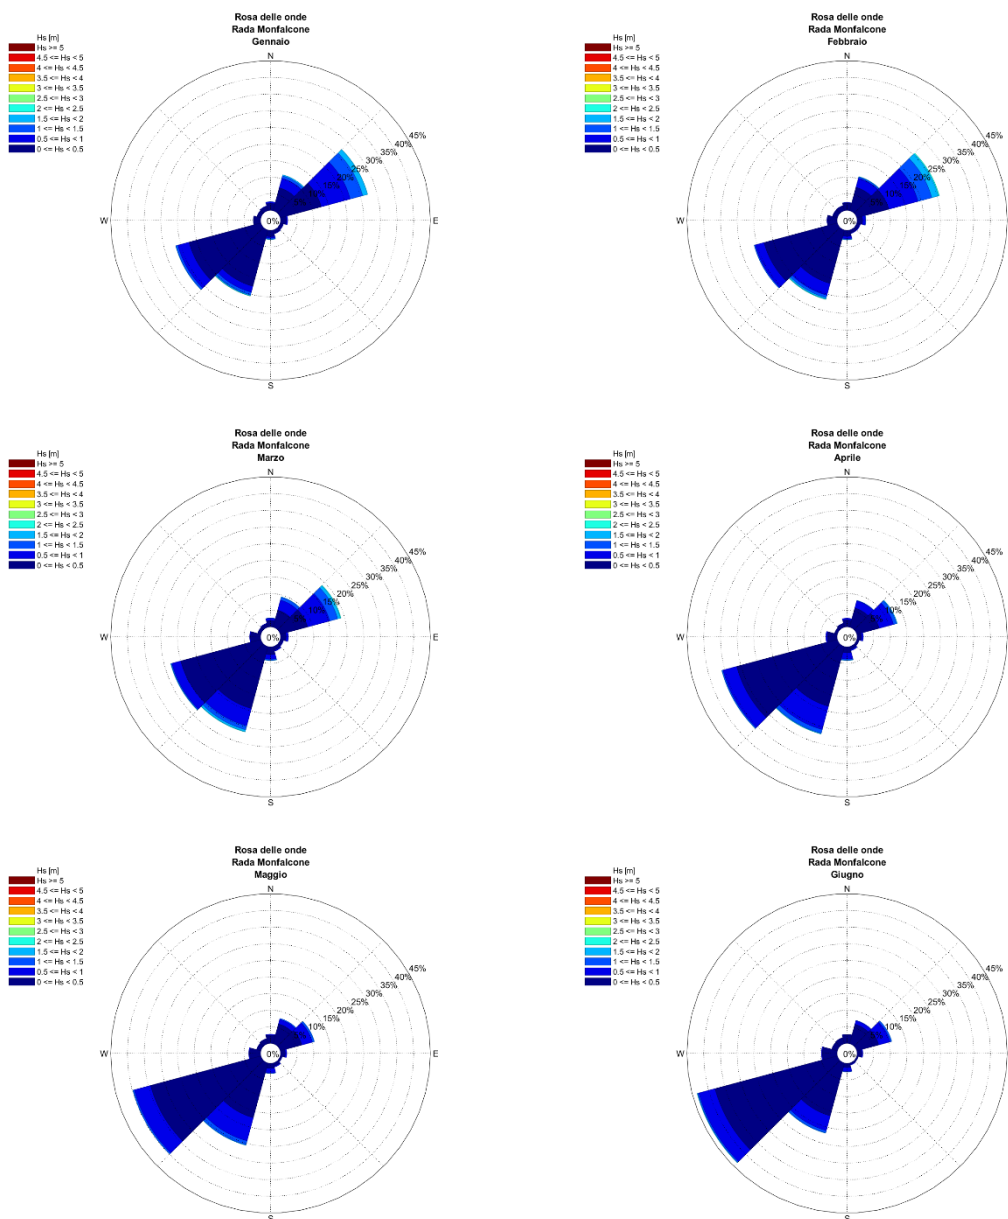 Rosa delle onde
Rada Monfalcone
Gennaio
Hs [m]
Hs >= 5
4.5 <= Hs < 5
4 <= Hs < 4.5
3.5 <= Hs < 4
3 <= Hs < 3.5
2.5 <= Hs < 3
2 <= Hs < 2.5
1.5 <= Hs < 2
1 <= Hs < 1.5
0.5 <= Hs < 1
0 <= Hs < 0.5
N
45%
40%
35%
30%
25%
20%
15%
10%
0%
W
E
S
Rosa delle onde
Rada Monfalcone
Febbraio
Hs [m]
Hs >= 5
4.5 <= Hs < 5
4 <= Hs < 4.5
3.5 <= Hs < 4
3 <= Hs < 3.5
2.5 <= Hs < 3
2 <= Hs < 2.5
1.5 <= Hs < 2
1 <= Hs < 1.5
0.5 <= Hs < 1
0 <= Hs < 0.5
N
45%
40%
35%
30%
25%
20%
15%
10%
0%
W
E
S
Rosa delle onde
Rada Monfalcone
Marzo
Hs [m]
Hs >= 5
4.5 <= Hs < 5
4 <= Hs < 4.5
3.5 <= Hs < 4
3 <= Hs < 3.5
2.5 <= Hs < 3
2 <= Hs < 2.5
1.5 <= Hs < 2
1 <= Hs < 1.5
0.5 <= Hs < 1
0 <= Hs < 0.5
N
45%
40%
35%
30%
25%
20%
15%
10%
0%
W
E
S
Rosa delle onde
Rada Monfalcone
Aprile
Hs [m]
Hs >= 5
4.5 <= Hs < 5
4 <= Hs < 4.5
3.5 <= Hs < 4
3 <= Hs < 3.5
2.5 <= Hs < 3
2 <= Hs < 2.5
1.5 <= Hs < 2
1 <= Hs < 1.5
0.5 <= Hs < 1
0 <= Hs < 0.5
N
45%
40%
35%
30%
25%
20%
15%
10%
0%
W
E
S
Rosa delle onde
Rada Monfalcone
Maggio
Hs [m]
Hs >= 5
4.5 <= Hs < 5
4 <= Hs < 4.5
3.5 <= Hs < 4
3 <= Hs < 3.5
2.5 <= Hs < 3
2 <= Hs < 2.5
1.5 <= Hs < 2
1 <= Hs < 1.5
0.5 <= Hs < 1
0 <= Hs < 0.5
N
45%
40%
35%
30%
25%
20%
15%
10%
0%
W
E
S
Rosa delle onde
Rada Monfalcone
Giugno
Hs [m]
Hs >= 5
4.5 <= Hs < 5
4 <= Hs < 4.5
3.5 <= Hs < 4
3 <= Hs < 3.5
2.5 <= Hs < 3
2 <= Hs < 2.5
1.5 <= Hs < 2
1 <= Hs < 1.5
0.5 <= Hs < 1
0 <= Hs < 0.5
N
45%
40%
35%
30%
25%
20%
15%
10%
0%
W
E
S